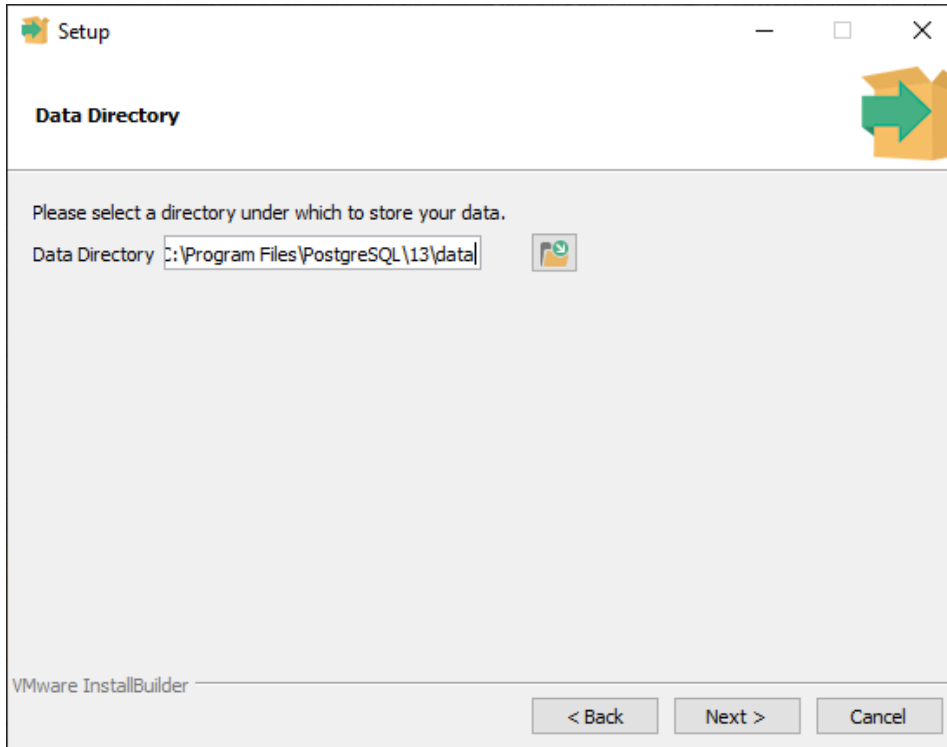 Setup
Data Directory
Please select a directory under which to store your data.
Data Directory C:\Program Files\PostgreSQL\13\data
VMware InstallBuilder
< Back Next > Cancel